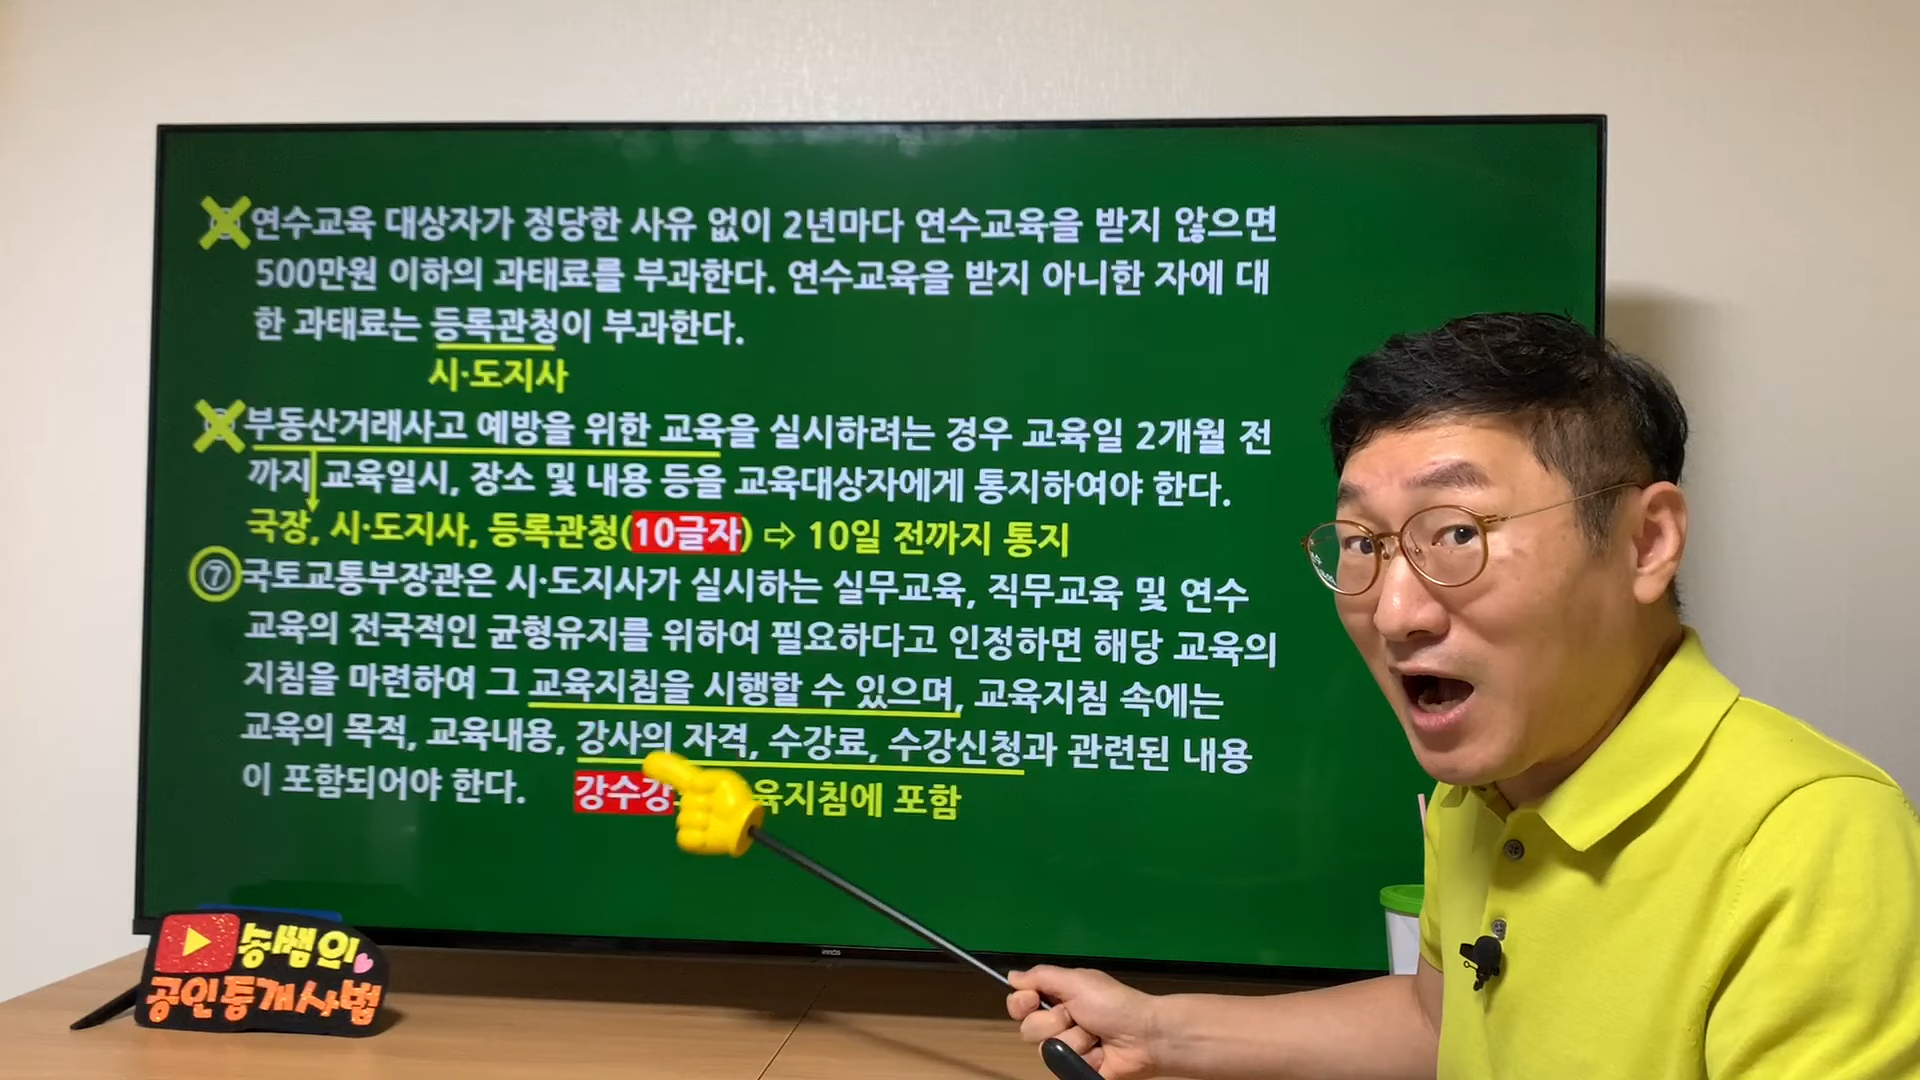 연수교육 대상자가 정당한 사유 없이 2년마다 연수교육을 받지 않으면
500만원 이하의 과태료를 부과한다. 연수교육을 받지 아니한 자에 대
한 과태료는 등록관청이 부과한다.
시·도지사
부동산거래사고 예방을 위한 교육을 실시하려는 경우 교육일 2개월 전
까지 교육일시, 장소 및 내용 등을 교육대상자에게 통지하여야 한다.
국장, 시·도지사, 등록관청(10글자) ⇨ 10일 전까지 통지
⑦ 국토교통부장관은 시·도지사가 실시하는 실무교육, 직무교육 및 연수
교육의 전국적인 균형유지를 위하여 필요하다고 인정하면 해당 교육의
지침을 마련하여 그 교육지침을 시행할 수 있으며, 교육지침 속에는
교육의 목적, 교육내용, 강사의 자격, 수강료, 수강신청과 관련된 내용
이 포함되어야 한다.
강수강 육지침에 포함
송쌤의
공인중개사법